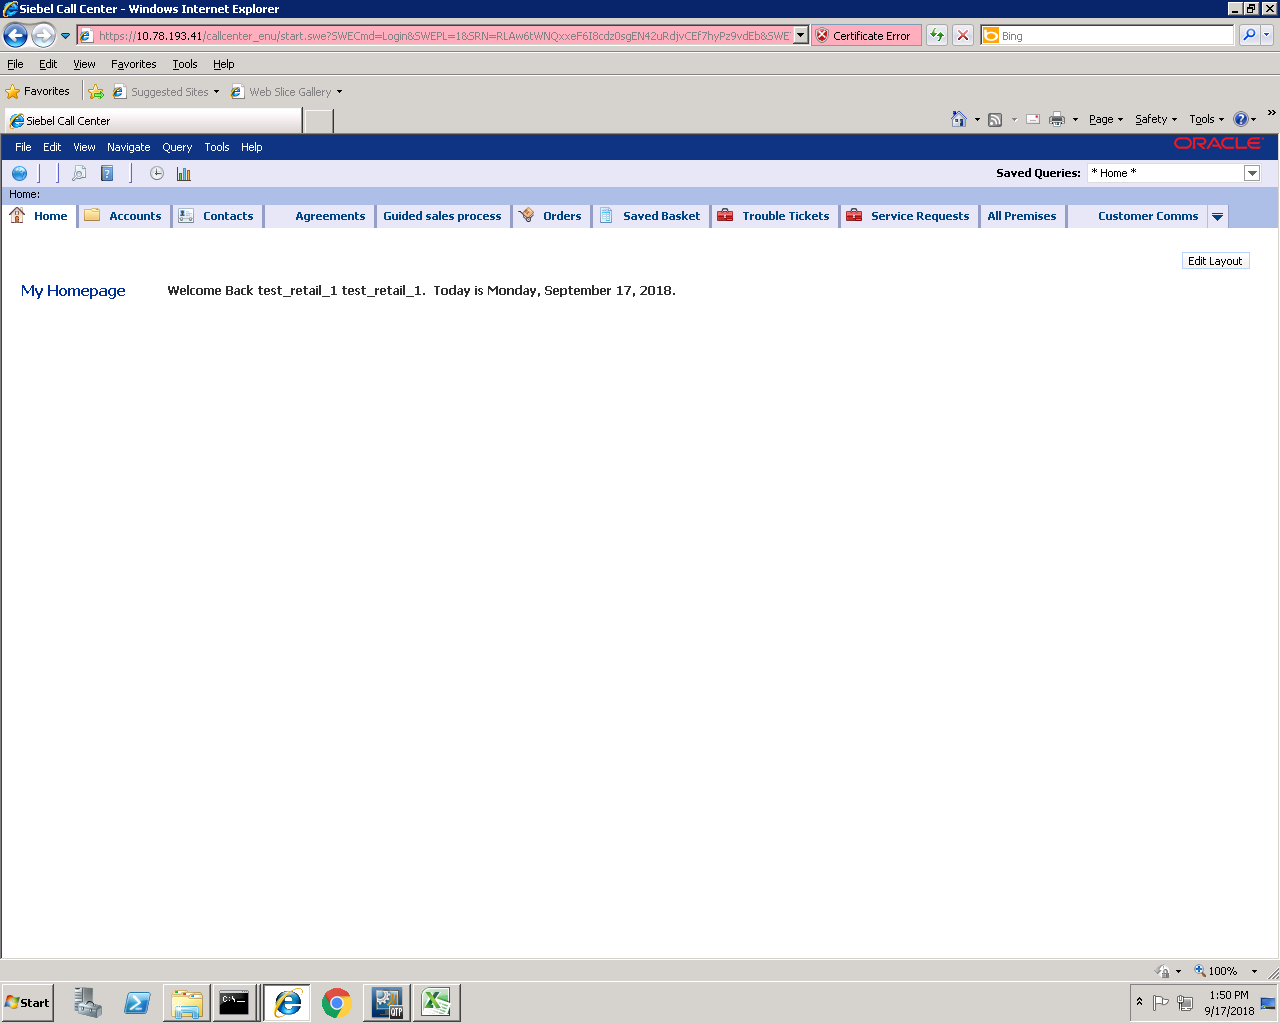 Siebel Call Center - Windows Internet Explorer
https://10.78.193.41/callcenter_enu/start.swe?SWECmd=Login&SWEPL=1&SRN=RLAw6tWNQxxeF6I8cdz0sgEN42uRdjvCEf7hyPz9vdEb&SWE
Certificate Error
Bing
File Edit View Favorites Tools Help
Favorites Suggested Sites Web Slice Gallery
Siebel Call Center
Page Safety Tools
File Edit View Navigate Query Tools Help
ORACLE
Saved Queries: * Home *
Home:
Home Accounts Contacts Agreements Guided sales process Orders Saved Basket Trouble Tickets Service Requests All Premises Customer Comms
Edit Layout
My Homepage Welcome Back test_retail_1 test_retail_1. Today is Monday, September 17, 2018.
100%
Start
C:\.
QTP
1:50 PM
9/17/2018